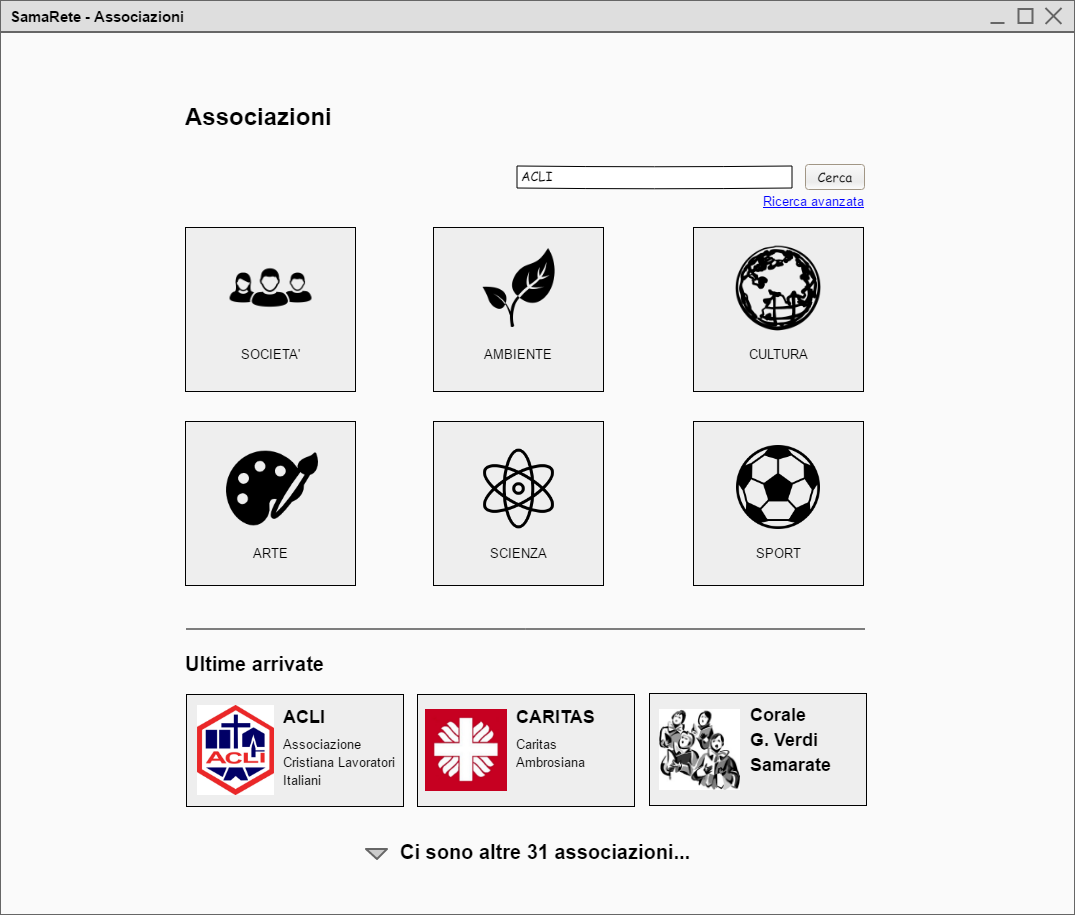 SamaRete - Associazioni
Associazioni
ACLI
Cerca
Ricerca avanzata
SOCIETA'
AMBIENTE
CULTURA
ARTE
SCIENZA
SPORT
Ultime arrivate
ACLI
ACLI
Associazione
Cristiana Lavoratori
Italiani
CARITAS
Caritas
Ambrosiana
Corale
G. Verdi
Samarate
Ci sono altre 31 associazioni...